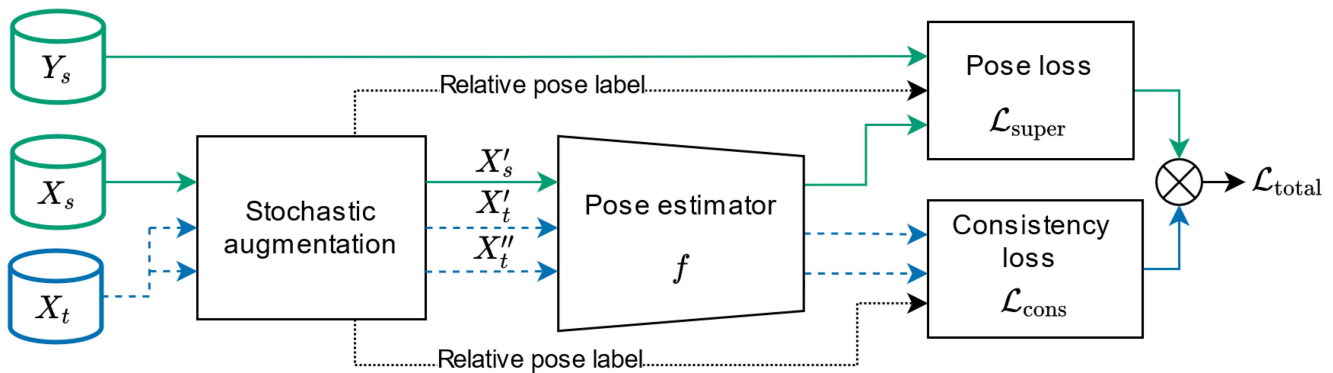 Y_s
Pose loss
Relative pose label
ℒ_super
X_s
X′_s
Stochastic
augmentation
X′_t
Pose estimator
X″_t
f
ℒ_total
Consistency
loss
X_t
ℒ_cons
Relative pose label